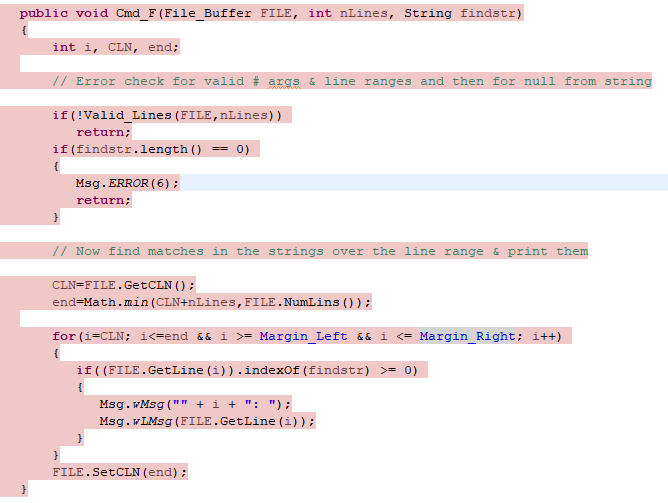 public void Cmd_F(File_Buffer FILE, int nLines, String findstr)
{
int i, CLN, end;
// Error check for valid # args & line ranges and then for null from string
if(!Valid_Lines(FILE,nLines))
return;
if(findstr.length() == 0)
{
Msg.ERROR(6);
return;
}
// Now find matches in the strings over the line range & print them
CLN=FILE.GetCLN();
end=Math.min(CLN+nLines,FILE.NumLins());
for(i=CLN; i<=end && i >= Margin_Left && i <= Margin_Right; i++)
{
if((FILE.GetLine(i)).indexOf(findstr) >= 0)
{
Msg.wMsg("" + i + ": ");
Msg.wLMsg(FILE.GetLine(i));
}
}
FILE.SetCLN(end);
}